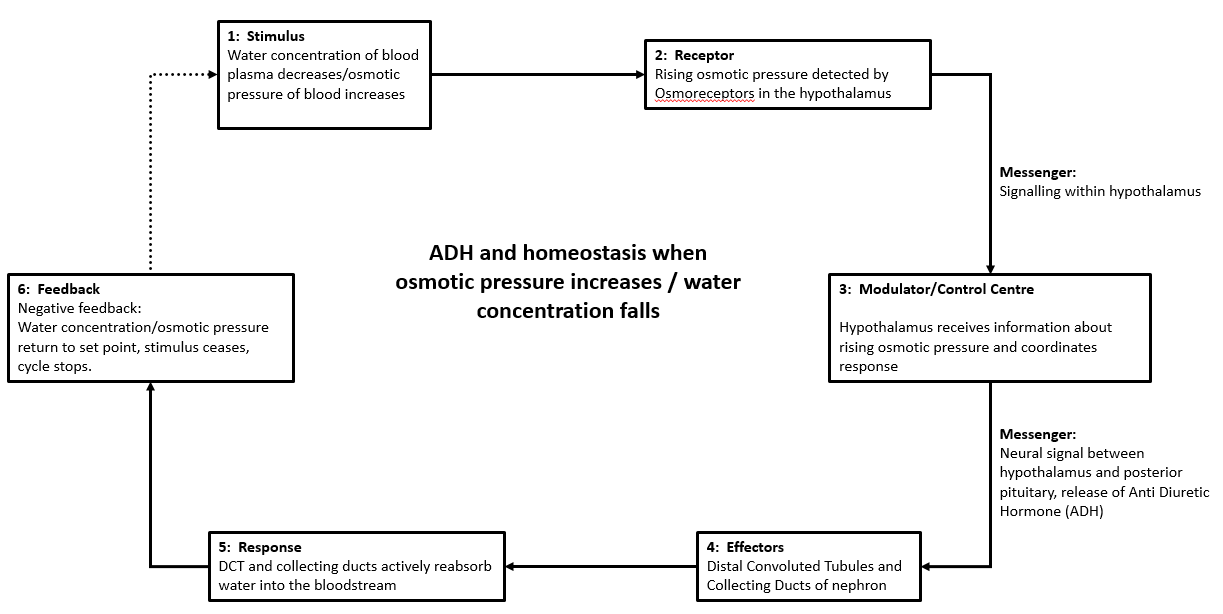 1:  Stimulus
Water concentration of blood
plasma decreases/osmotic
pressure of blood increases
2:  Receptor
Rising osmotic pressure detected by
Osmoreceptors in the hypothalamus
Messenger:
Signalling within hypothalamus
ADH and homeostasis when
osmotic pressure increases / water
concentration falls
6:  Feedback
Negative feedback:
Water concentration/osmotic pressure
return to set point, stimulus ceases,
cycle stops.
3:  Modulator/Control Centre
Hypothalamus receives information about
rising osmotic pressure and coordinates
response
Messenger:
Neural signal between
hypothalamus and posterior
pituitary, release of Anti Diuretic
Hormone (ADH)
5:  Response
DCT and collecting ducts actively reabsorb
water into the bloodstream
4:  Effectors
Distal Convoluted Tubules and
Collecting Ducts of nephron